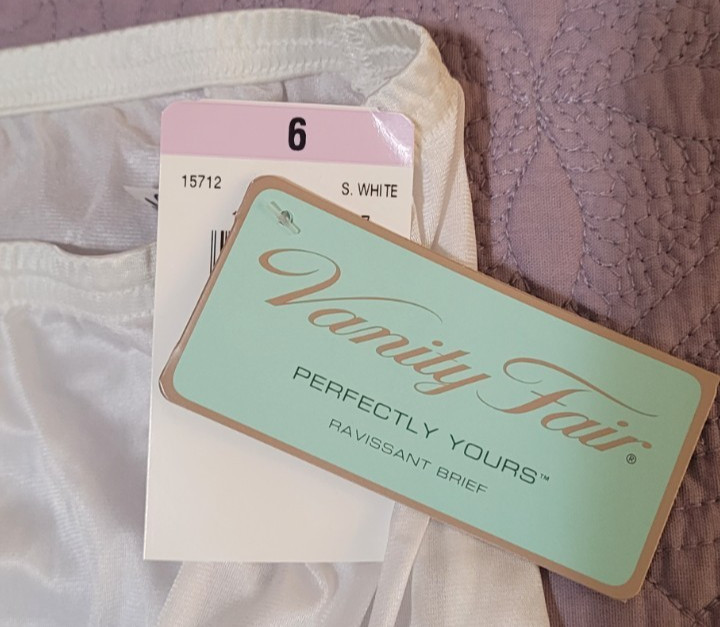 6
15712
S. WHITE
Vanity Fair®
PERFECTLY YOURS™
RAVISSANT BRIEF